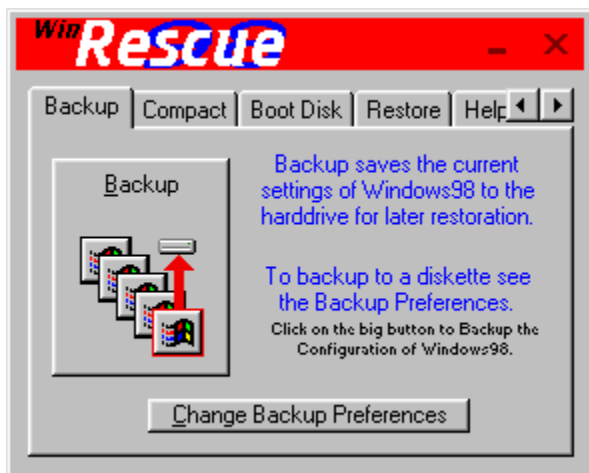 Win Rescue
Backup Compact Boot Disk Restore Help
Backup
Backup saves the current
settings of Windows98 to the
harddrive for later restoration.
To backup to a diskette see
the Backup Preferences.
Click on the big button to Backup the
Configuration of Windows98.
Change Backup Preferences